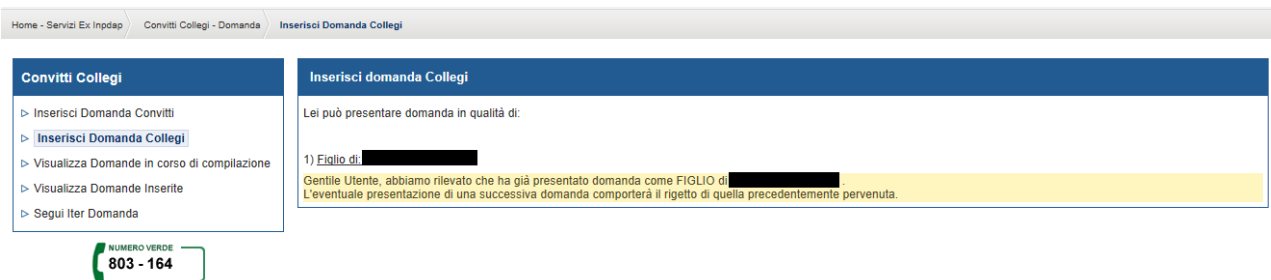 Home - Servizi Ex Inpdap Convitti Collegi - Domanda Inserisci Domanda Collegi
Convitti Collegi
Inserisci Domanda Convitti
Inserisci Domanda Collegi
Visualizza Domande in corso di compilazione
Visualizza Domande Inserite
Segui Iter Domanda
NUMERO VERDE
803 - 164
Inserisci domanda Collegi
Lei può presentare domanda in qualità di:
1) Figlio di:
Gentile Utente, abbiamo rilevato che ha già presentato domanda come FIGLIO di .
L'eventuale presentazione di una successiva domanda comporterà il rigetto di quella precedentemente pervenuta.